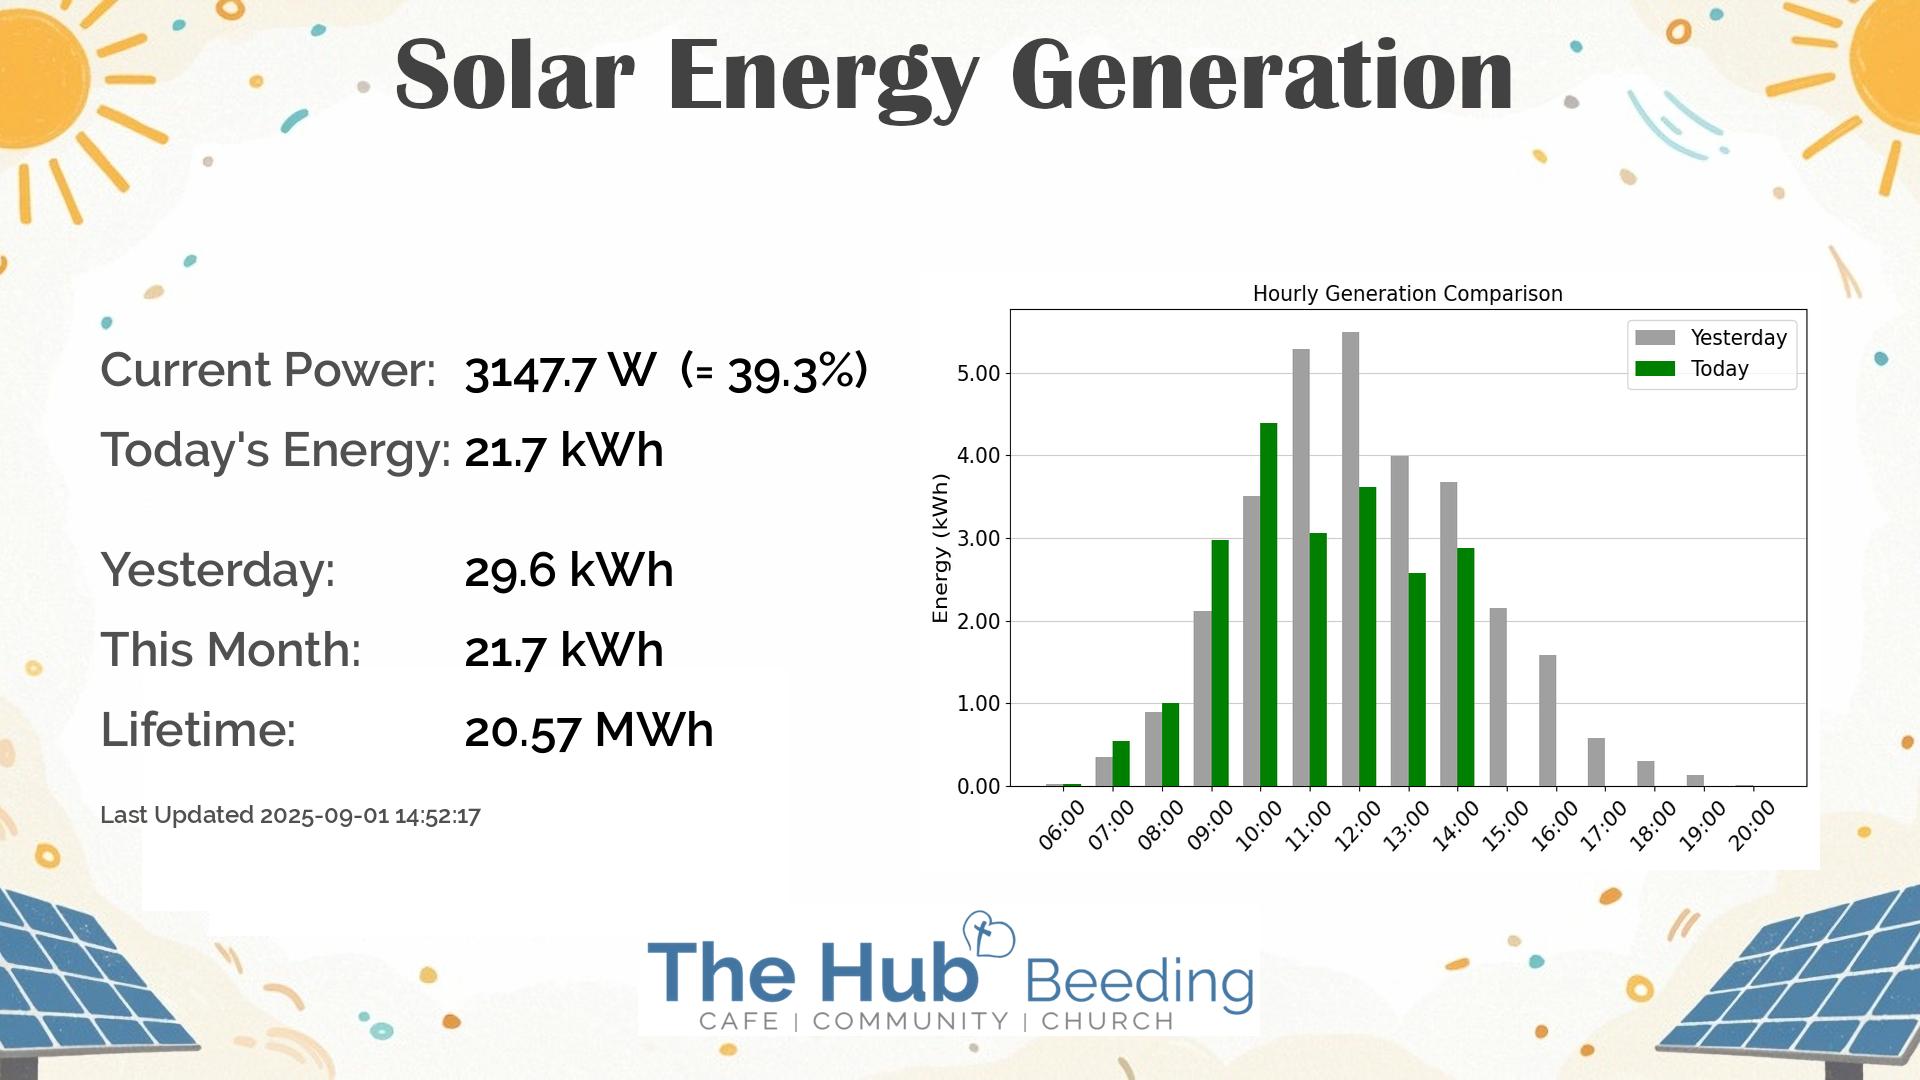 Solar Energy Generation
Current Power: 3147.7 W (= 39.3%)
Today's Energy: 21.7 kWh
Yesterday: 29.6 kWh
This Month: 21.7 kWh
Lifetime: 20.57 MWh
Last Updated 2025-09-01 14:52:17
Hourly Generation Comparison
Yesterday
Today
Energy (kWh)
5.00
4.00
3.00
2.00
1.00
0.00
06:00 07:00 08:00 09:00 10:00 11:00 12:00 13:00 14:00 15:00 16:00 17:00 18:00 19:00 20:00
The Hub Beeding
CAFE | COMMUNITY | CHURCH